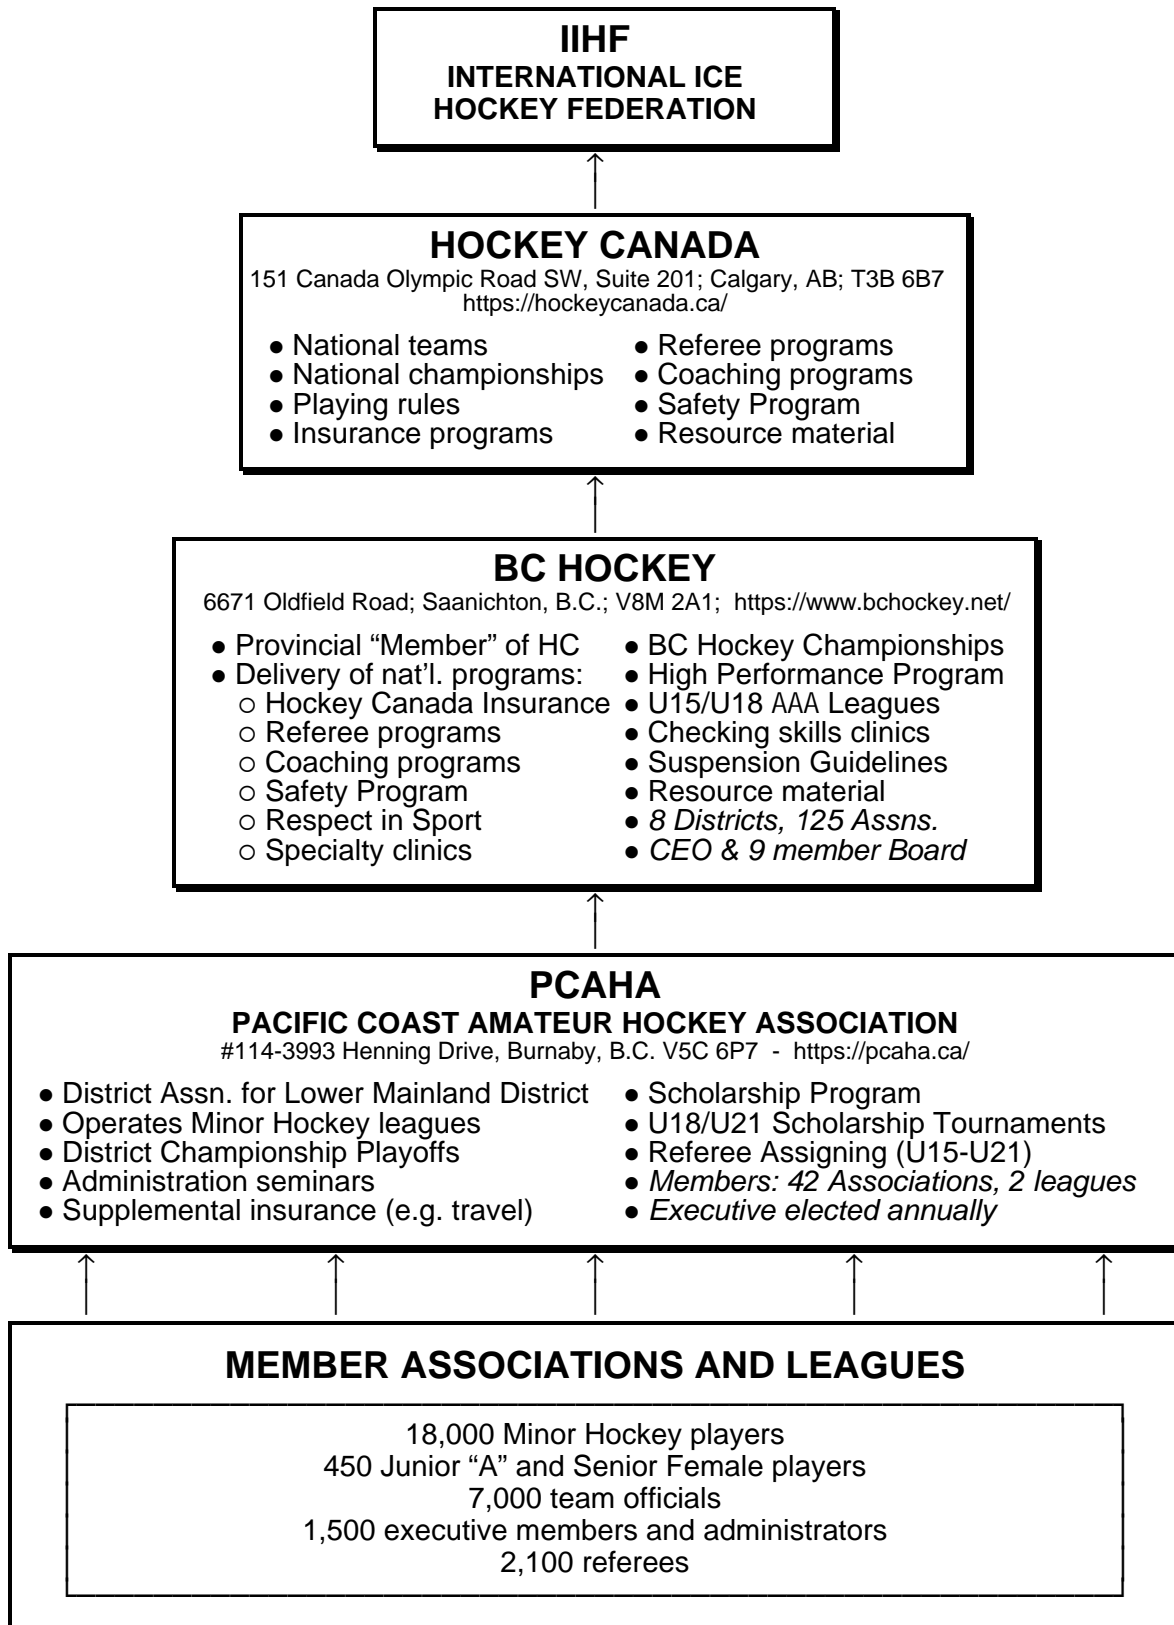 IIHF
INTERNATIONAL ICE
HOCKEY FEDERATION
HOCKEY CANADA
151 Canada Olympic Road SW, Suite 201; Calgary, AB; T3B 6B7
https://hockeycanada.ca/
● National teams
● National championships
● Playing rules
● Insurance programs
● Referee programs
● Coaching programs
● Safety Program
● Resource material
BC HOCKEY
6671 Oldfield Road; Saanichton, B.C.; V8M 2A1; https://www.bchockey.net/
● Provincial “Member” of HC
● Delivery of nat’l. programs:
○ Hockey Canada Insurance
○ Referee programs
○ Coaching programs
○ Safety Program
○ Respect in Sport
○ Specialty clinics
● BC Hockey Championships
● High Performance Program
● U15/U18 AAA Leagues
● Checking skills clinics
● Suspension Guidelines
● Resource material
● 8 Districts, 125 Assns.
● CEO & 9 member Board
PCAHA
PACIFIC COAST AMATEUR HOCKEY ASSOCIATION
#114-3993 Henning Drive, Burnaby, B.C. V5C 6P7 - https://pcaha.ca/
● District Assn. for Lower Mainland District
● Operates Minor Hockey leagues
● District Championship Playoffs
● Administration seminars
● Supplemental insurance (e.g. travel)
● Scholarship Program
● U18/U21 Scholarship Tournaments
● Referee Assigning (U15-U21)
● Members: 42 Associations, 2 leagues
● Executive elected annually
MEMBER ASSOCIATIONS AND LEAGUES
18,000 Minor Hockey players
450 Junior “A” and Senior Female players
7,000 team officials
1,500 executive members and administrators
2,100 referees